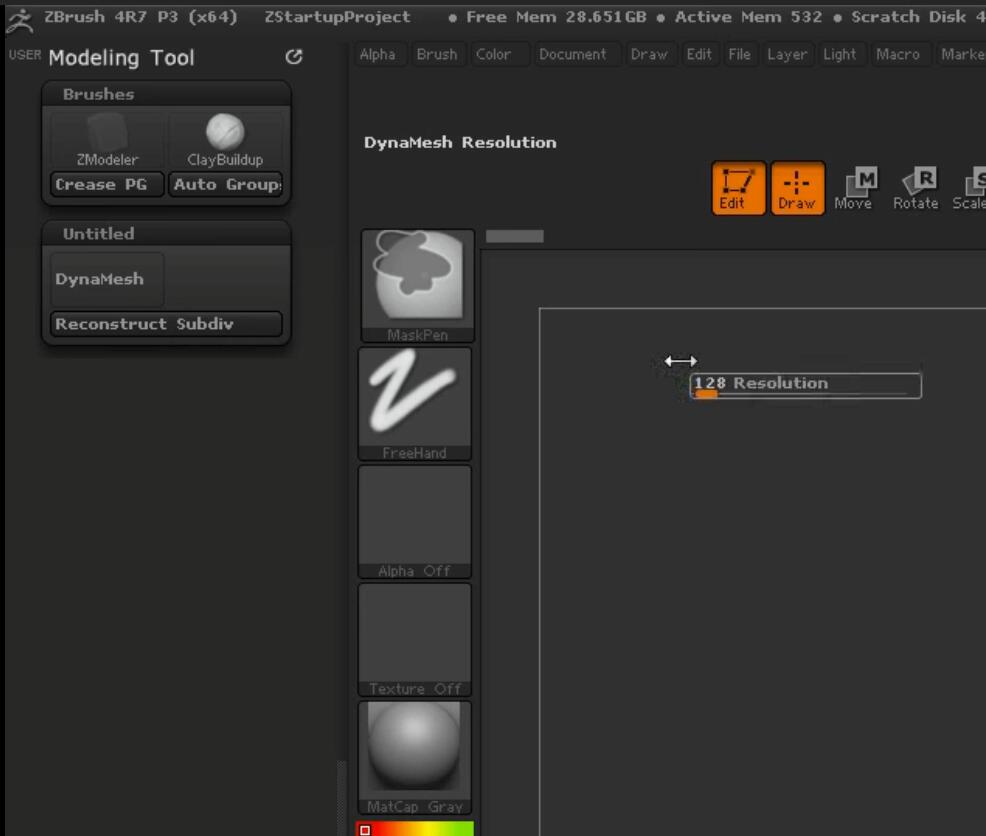 ZBrush 4R7 P3 (x64) ZStartupProject • Free Mem 28.651GB • Active Mem 532 • Scratch Disk 4
USER Modeling Tool
Alpha Brush Color Document Draw Edit File Layer Light Macro Marke
Brushes
ZModeler ClayBuildup
Crease PG Auto Group
DynaMesh Resolution
Edit Draw M Move R Rotate S Scale
Untitled
DynaMesh
Reconstruct Subdiv
MaskPen
128 Resolution
FreeHand
Alpha Off
Texture Off
MatCap Gray